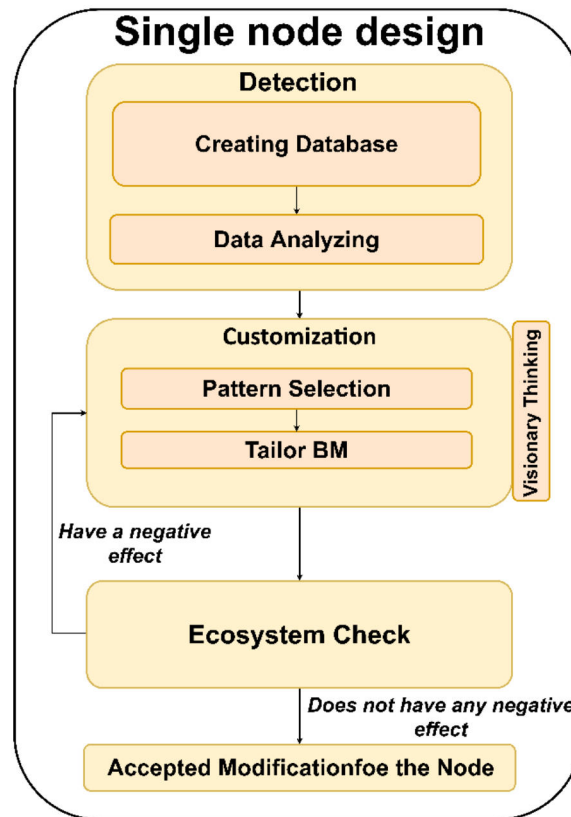 Single node design
Detection
Creating Database
Data Analyzing
Customization
Pattern Selection
Tailor BM
Visionary Thinking
Have a negative
effect
Ecosystem Check
Does not have any negative
effect
Accepted Modificationfoe the Node